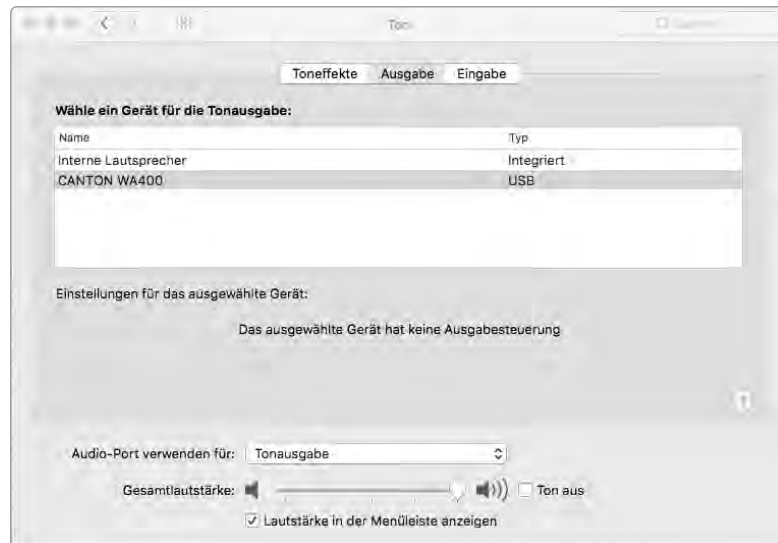 Ton
Toneffekte Ausgabe Eingabe
Wähle ein Gerät für die Tonausgabe:
Name Typ
Interne Lautsprecher Integriert
CANTON WA400 USB
Einstellungen für das ausgewählte Gerät:
Das ausgewählte Gerät hat keine Ausgabesteuerung
?
Audio-Port verwenden für: Tonausgabe
Gesamtlautstärke: Ton aus
Lautstärke in der Menüleiste anzeigen